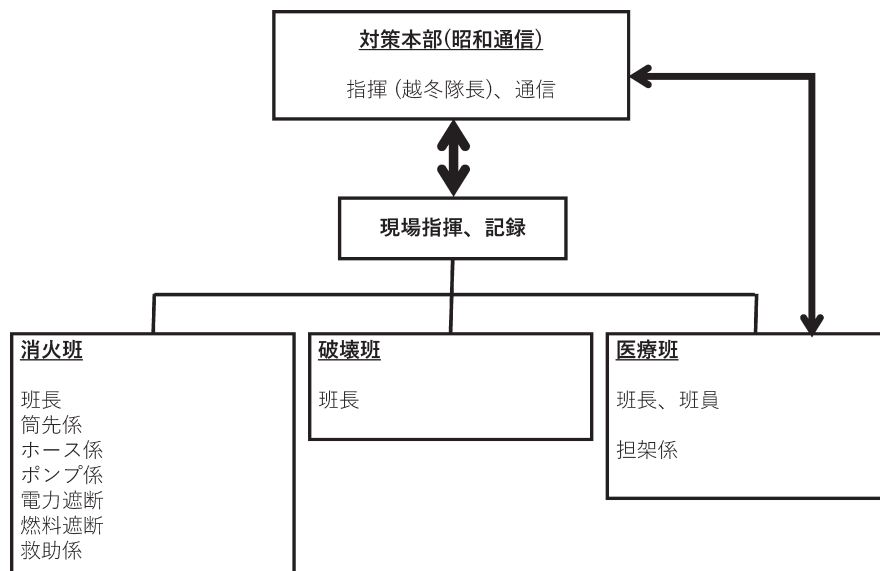 対策本部(昭和通信)
指揮 (越冬隊長)、通信
現場指揮、記録
消火班
班長
筒先係
ホース係
ポンプ係
電力遮断
燃料遮断
救助係
破壊班
班長
医療班
班長、班員
担架係